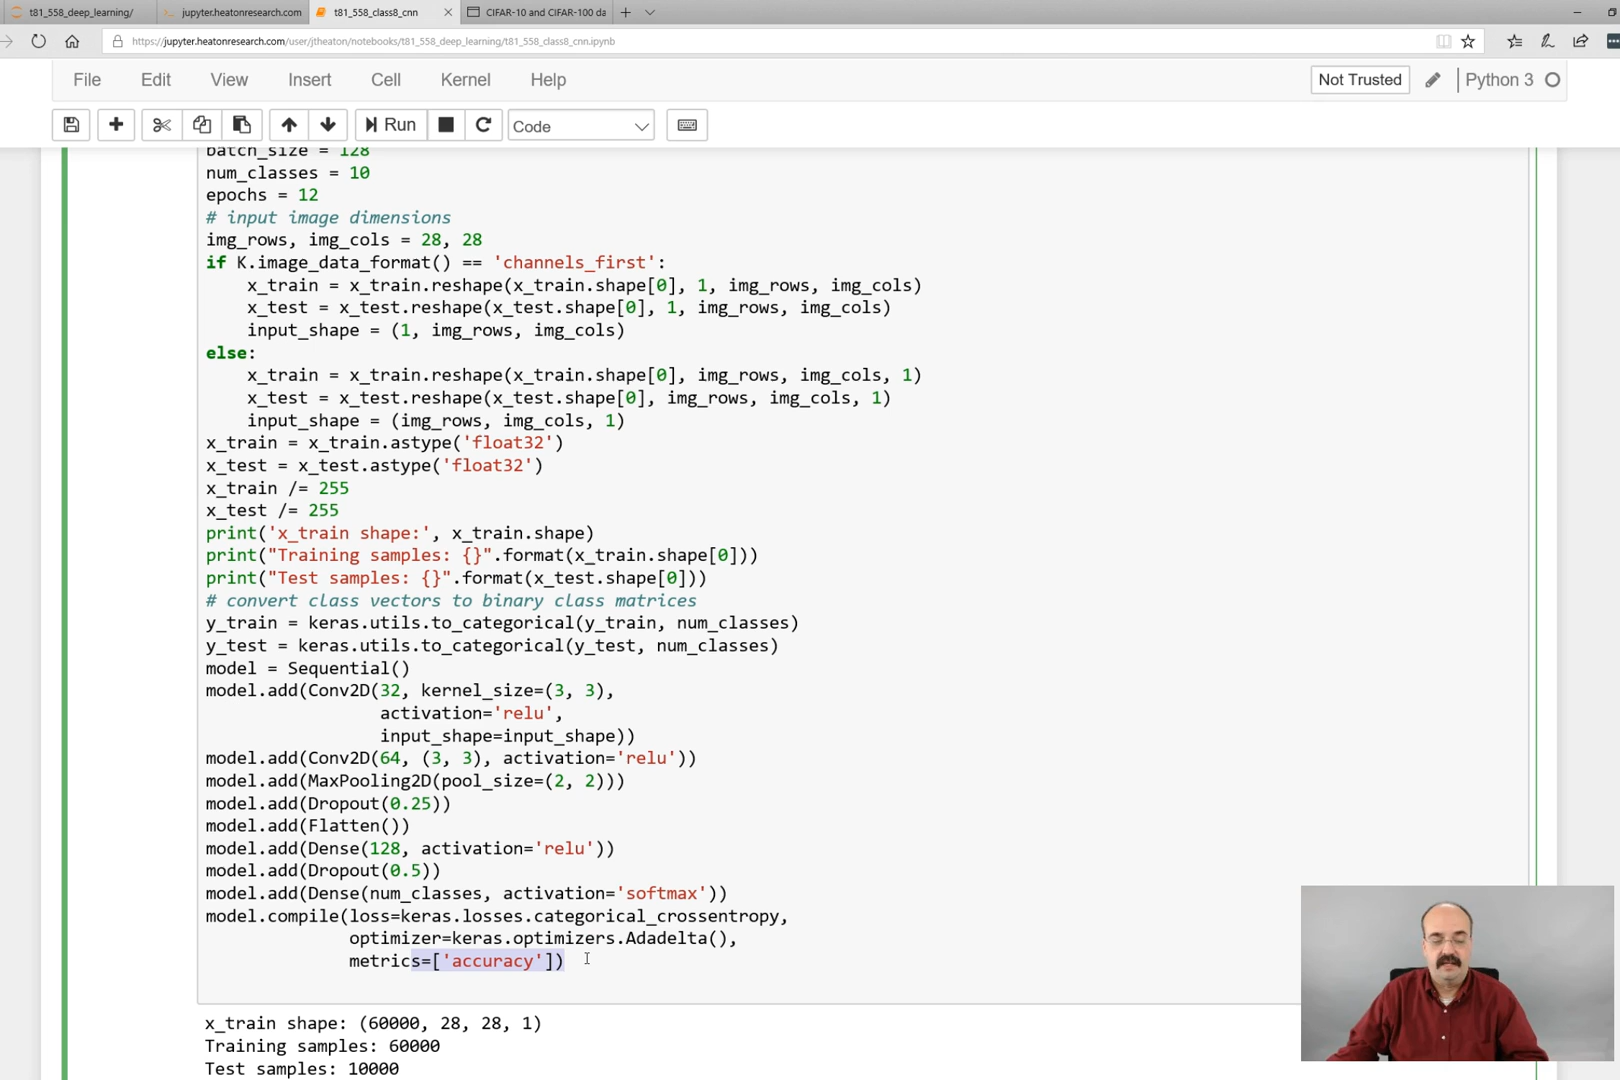 t81_558_deep_learning/
jupyter.heatonresearch.com
t81_558_class8_cnn
CIFAR-10 and CIFAR-100 da
https://jupyter.heatonresearch.com/user/jtheaton/notebooks/t81_558_deep_learning/t81_558_class8_cnn.ipynb
File Edit View Insert Cell Kernel Help
Not Trusted
Python 3
Run
Code
batch_size = 128
num_classes = 10
epochs = 12
# input image dimensions
img_rows, img_cols = 28, 28
if K.image_data_format() == 'channels_first':
    x_train = x_train.reshape(x_train.shape[0], 1, img_rows, img_cols)
    x_test = x_test.reshape(x_test.shape[0], 1, img_rows, img_cols)
    input_shape = (1, img_rows, img_cols)
else:
    x_train = x_train.reshape(x_train.shape[0], img_rows, img_cols, 1)
    x_test = x_test.reshape(x_test.shape[0], img_rows, img_cols, 1)
    input_shape = (img_rows, img_cols, 1)
x_train = x_train.astype('float32')
x_test = x_test.astype('float32')
x_train /= 255
x_test /= 255
print('x_train shape:', x_train.shape)
print("Training samples: {}".format(x_train.shape[0]))
print("Test samples: {}".format(x_test.shape[0]))
# convert class vectors to binary class matrices
y_train = keras.utils.to_categorical(y_train, num_classes)
y_test = keras.utils.to_categorical(y_test, num_classes)
model = Sequential()
model.add(Conv2D(32, kernel_size=(3, 3),
                 activation='relu',
                 input_shape=input_shape))
model.add(Conv2D(64, (3, 3), activation='relu'))
model.add(MaxPooling2D(pool_size=(2, 2)))
model.add(Dropout(0.25))
model.add(Flatten())
model.add(Dense(128, activation='relu'))
model.add(Dropout(0.5))
model.add(Dense(num_classes, activation='softmax'))
model.compile(loss=keras.losses.categorical_crossentropy,
              optimizer=keras.optimizers.Adadelta(),
              metrics=['accuracy'])
x_train shape: (60000, 28, 28, 1)
Training samples: 60000
Test samples: 10000